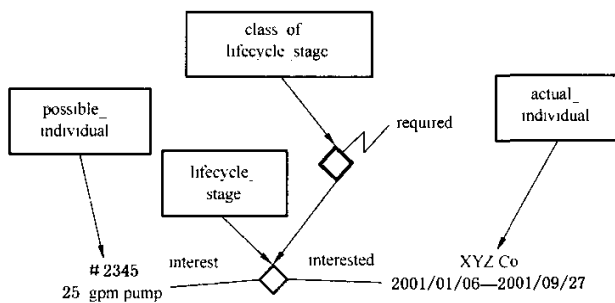 class of
lifecycle stage
possible_
individual
actual_
individual
required
lifecycle_
stage
interest
interested
#2345
25 gpm pump
XYZ Co
2001/01/06—2001/09/27